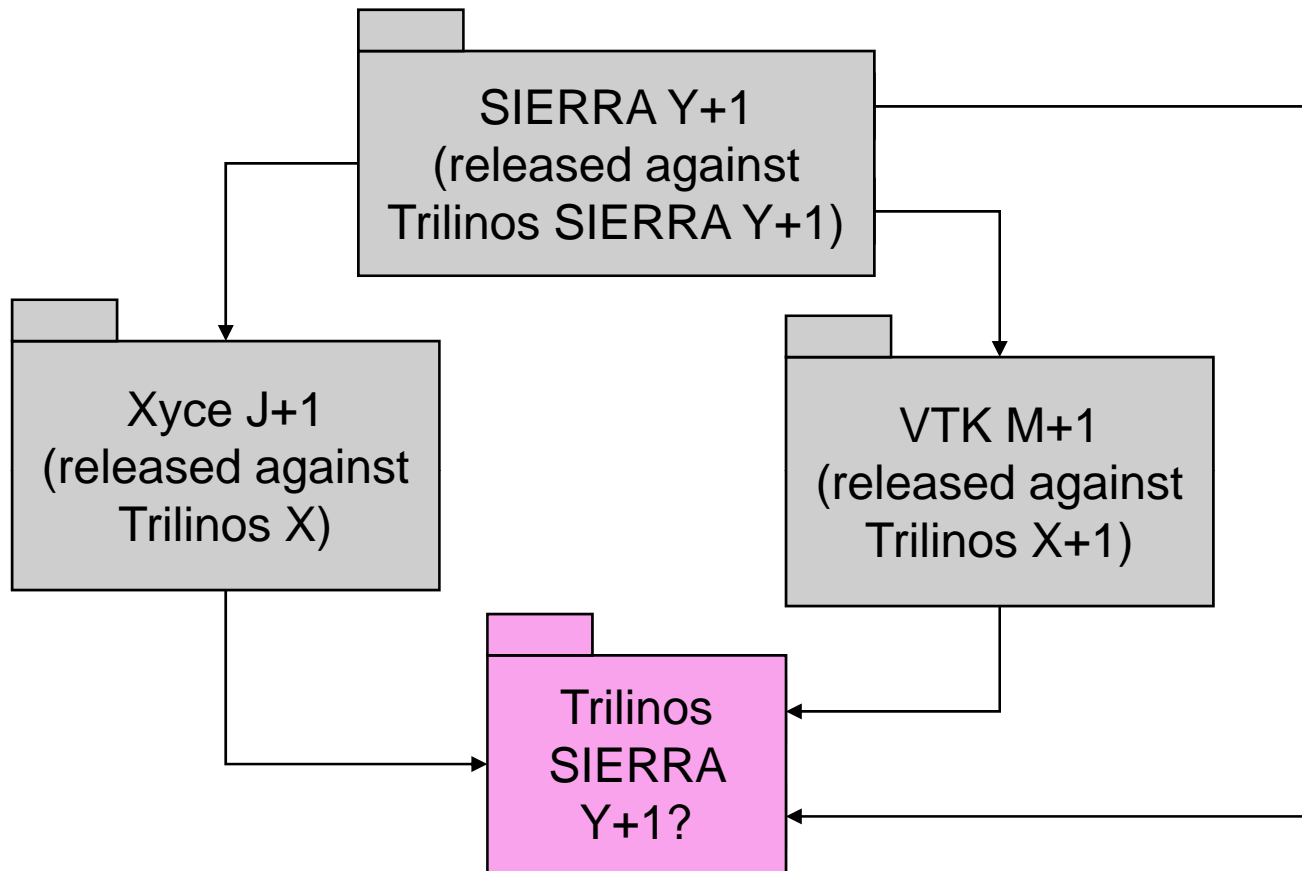 SIERRA Y+1
(released against
Trilinos SIERRA Y+1)
Xyce J+1
(released against
Trilinos X)
VTK M+1
(released against
Trilinos X+1)
Trilinos
SIERRA
Y+1?